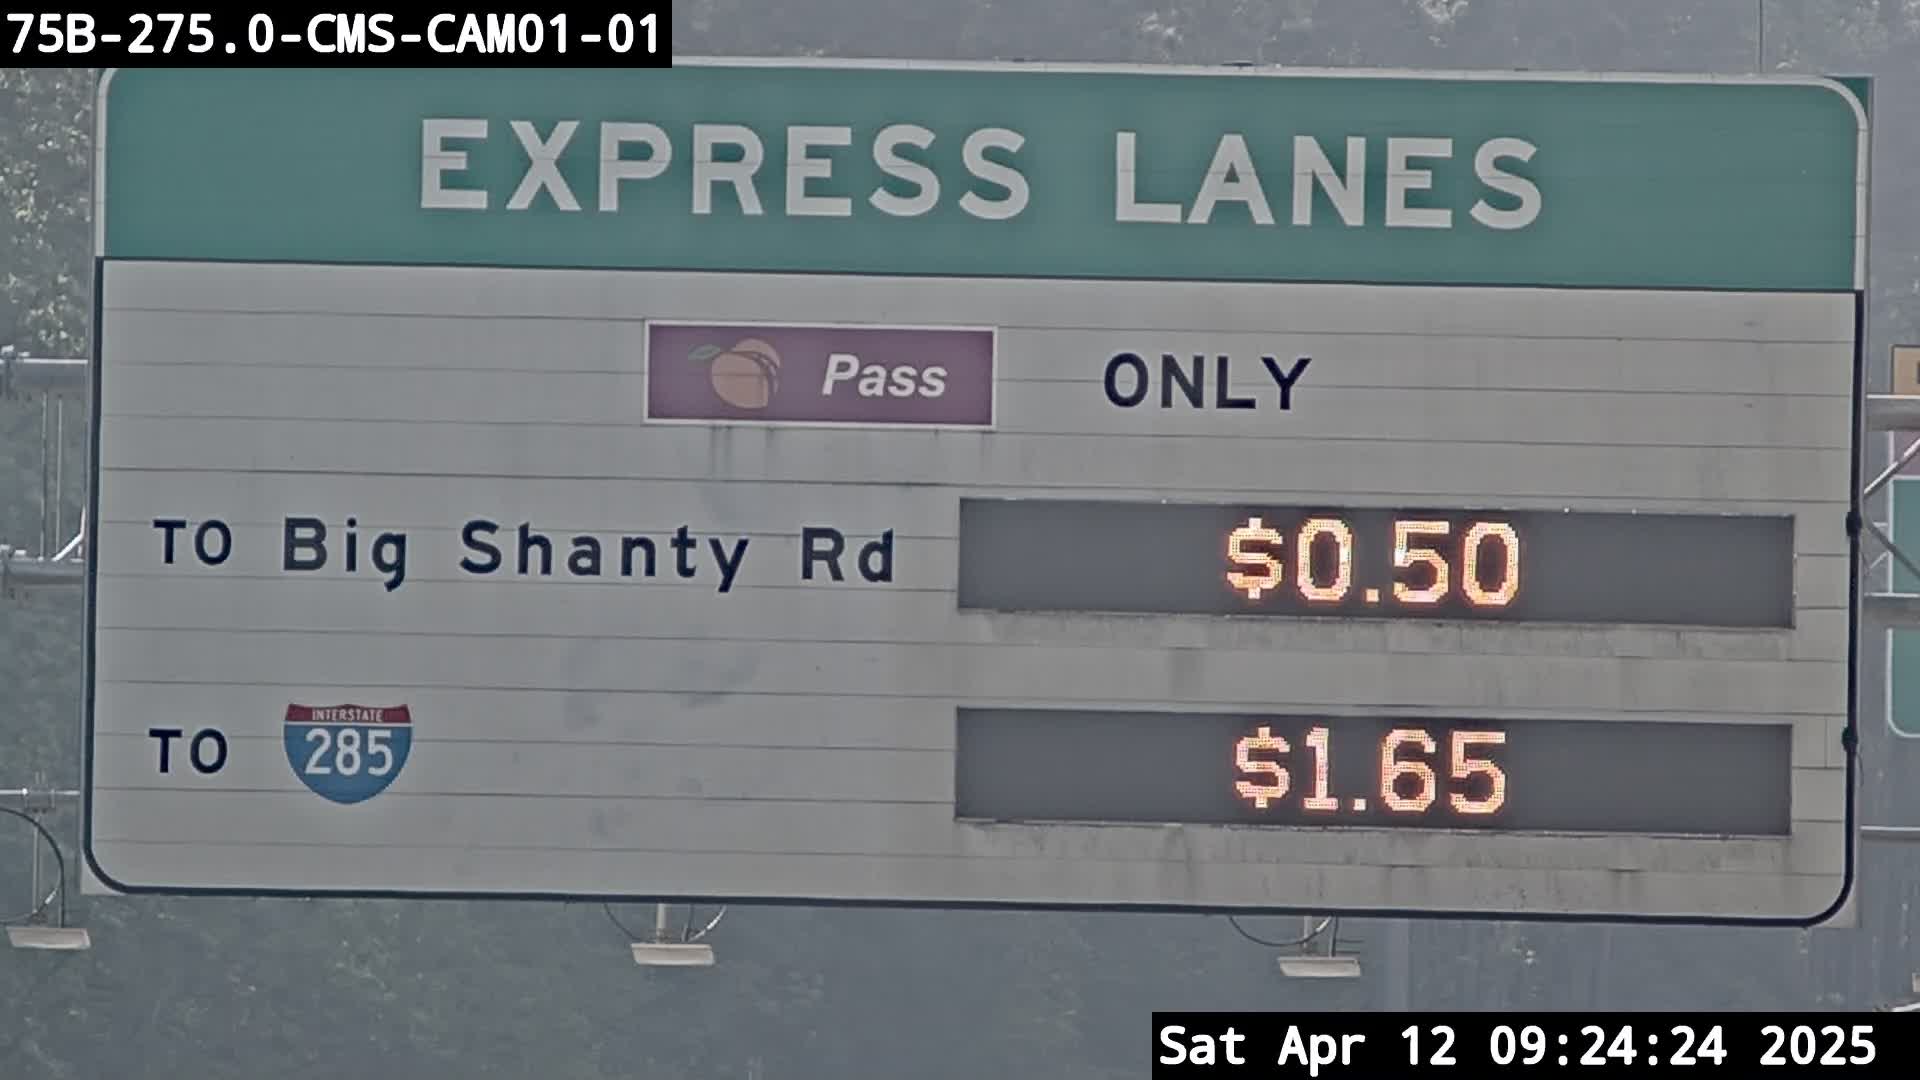 75B-275.0-CMS-CAM01-01
EXPRESS LANES
Pass ONLY
TO Big Shanty Rd $0.50
INTERSTATE
TO 285 $1.65
Sat Apr 12 09:24:24 2025